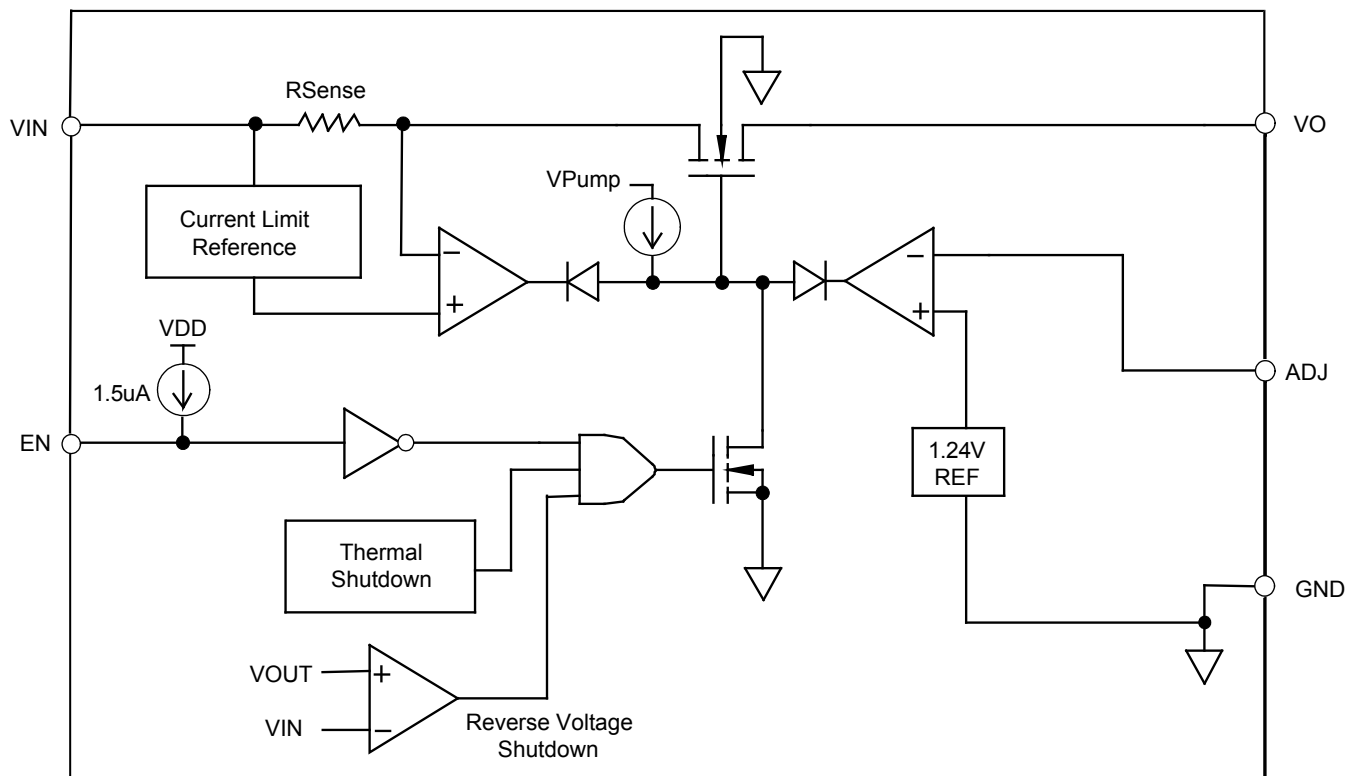 RSense
VIN
VO
VPump
Current Limit
Reference
−
+
−
+
VDD
1.5uA
ADJ
EN
1.24V
REF
Thermal
Shutdown
GND
VOUT
+
VIN
−
Reverse Voltage
Shutdown